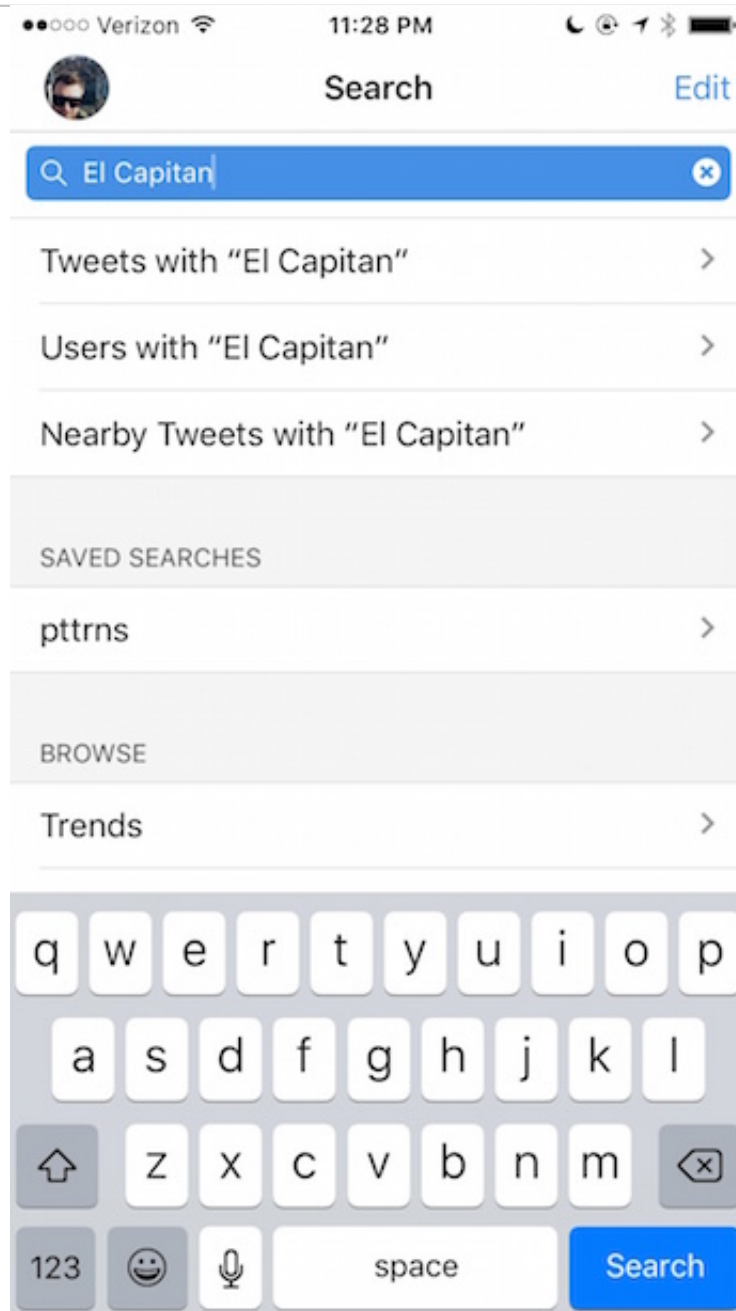 Verizon 11:28 PM
Search Edit
El Capitan
Tweets with “El Capitan”
Users with “El Capitan”
Nearby Tweets with “El Capitan”
SAVED SEARCHES
pttrns
BROWSE
Trends
q w e r t y u i o p
a s d f g h j k l
z x c v b n m
123 space Search